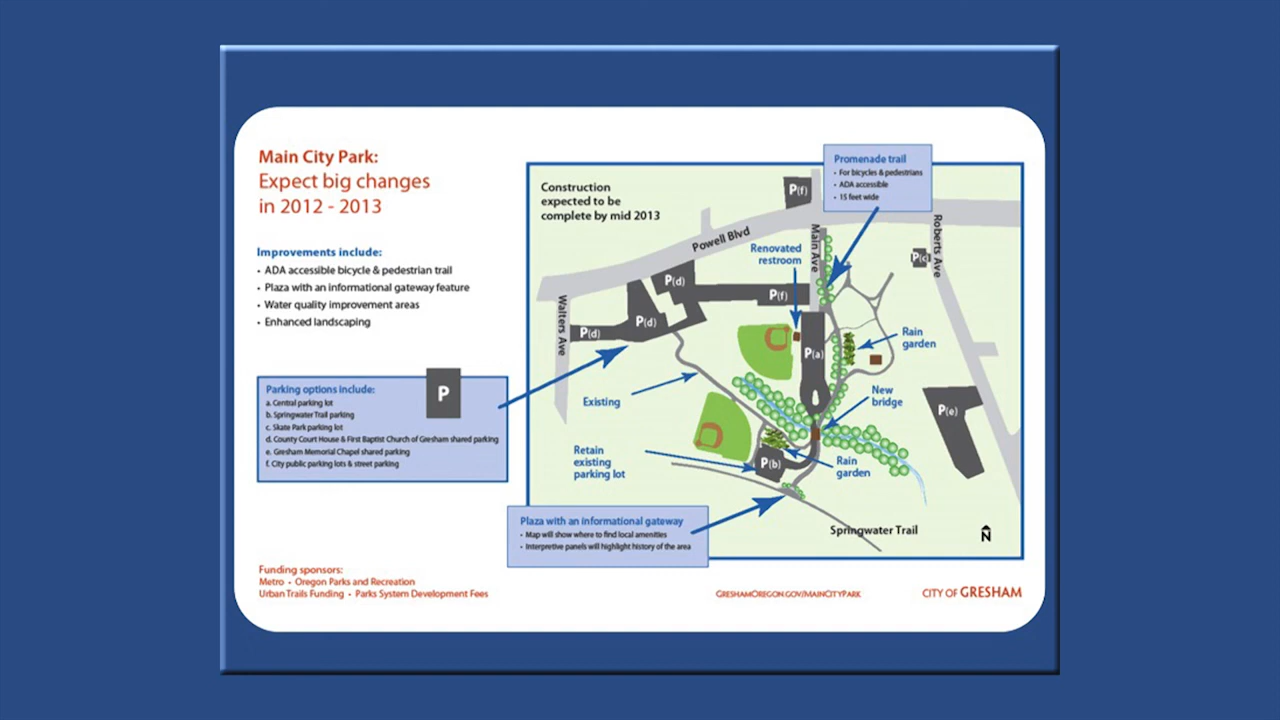 Main City Park:
Expect big changes
in 2012 - 2013
Improvements include:
• ADA accessible bicycle & pedestrian trail
• Plaza with an informational gateway feature
• Water quality improvement areas
• Enhanced landscaping
Parking options include:
P
a. Central parking lot
b. Springwater Trail parking
c. Skate Park parking lot
d. County Court House & First Baptist Church of Gresham shared parking
e. Gresham Memorial Chapel shared parking
f. City public parking lots & street parking
Funding sponsors:
Metro • Oregon Parks and Recreation
Urban Trails Funding • Parks System Development Fees
Construction
expected to be
complete by mid 2013
Promenade trail
• For bicycles & pedestrians
• ADA accessible
• 15 feet wide
P(f)
Powell Blvd
Main Ave
Roberts Ave
Renovated
restroom
P(c)
P(d)
P(f)
Walters Ave
P(d)
P(d)
P(a)
Rain
garden
Existing
New
bridge
P(e)
Retain
existing
parking lot
P(b)
Rain
garden
Plaza with an informational gateway
• Map will show where to find local amenities
• Interpretive panels will highlight history of the area
Springwater Trail
N
GRESHAMOREGON.GOV/MAINCITYPARK
CITY OF GRESHAM